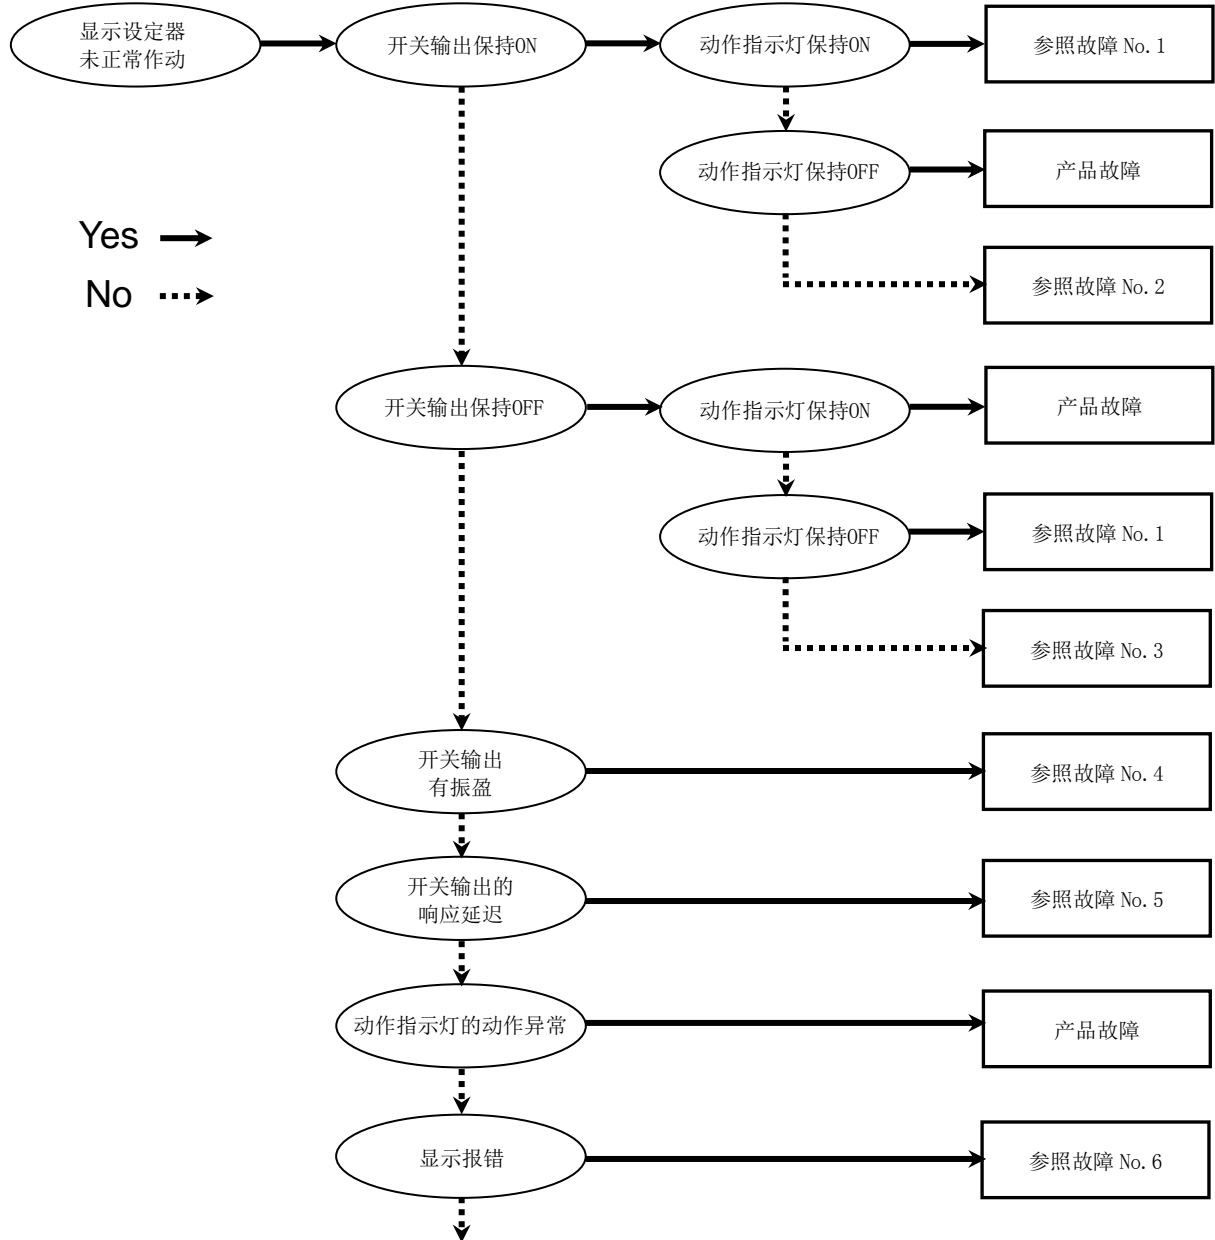 显示设定器
未正常作动
开关输出保持ON
动作指示灯保持ON
参照故障 No.1
动作指示灯保持OFF
产品故障
Yes
No
参照故障 No.2
开关输出保持OFF
动作指示灯保持ON
产品故障
动作指示灯保持OFF
参照故障 No.1
参照故障 No.3
开关输出
有振盈
参照故障 No.4
开关输出的
响应延迟
参照故障 No.5
动作指示灯的动作异常
产品故障
显示报错
参照故障 No.6